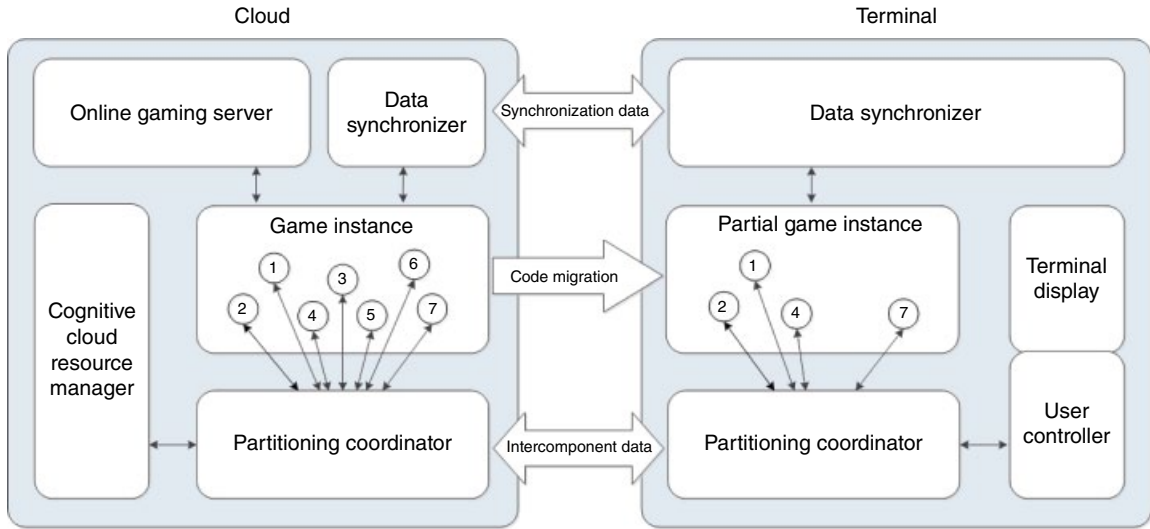 Cloud
Terminal
Online gaming server
Data
synchronizer
Synchronization data
Data synchronizer
Game instance
1
2
3
4
5
6
7
Code migration
Partial game instance
1
2
4
7
Terminal
display
Cognitive
cloud
resource
manager
Partitioning coordinator
Intercomponent data
Partitioning coordinator
User
controller